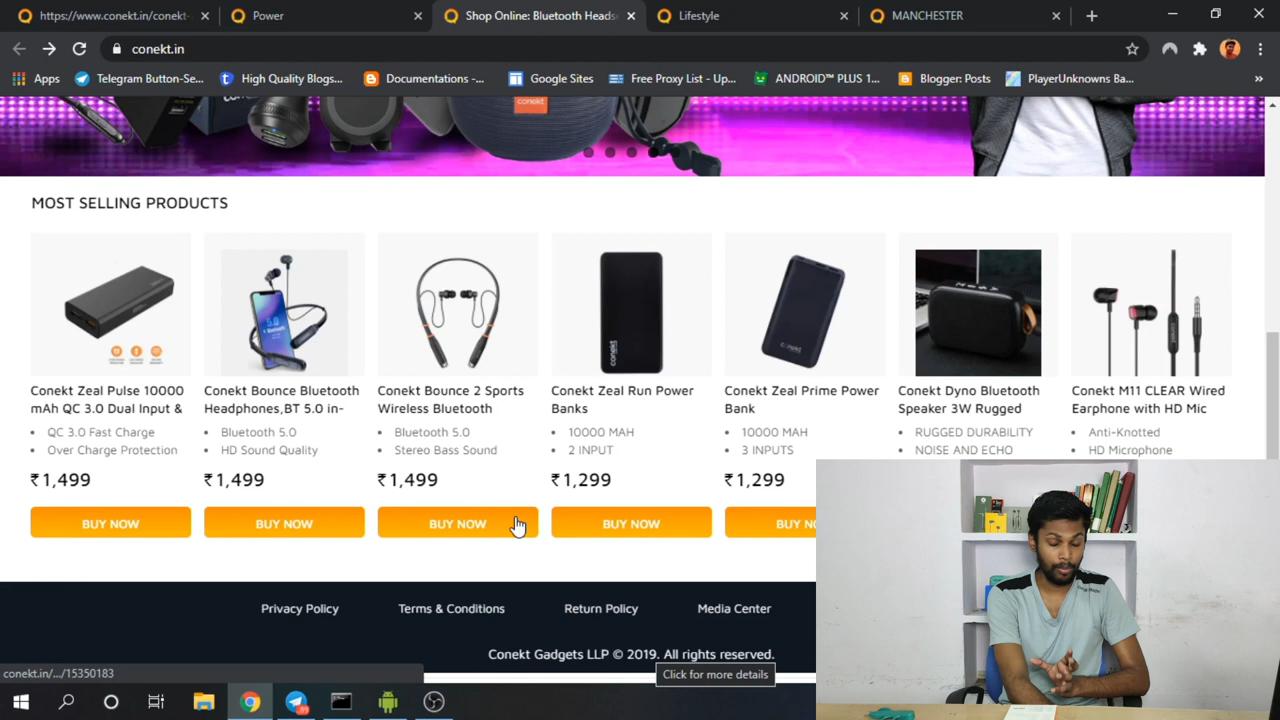 https://www.conekt.in/conekt-
Power
Shop Online: Bluetooth Heads
Lifestyle
MANCHESTER
conekt.in
Apps
Telegram Button-Se...
High Quality Blogs...
Documentations -...
Google Sites
Free Proxy List - Up...
ANDROID™ PLUS 1...
Blogger: Posts
PlayerUnknowns Ba...
»
conekt
MOST SELLING PRODUCTS
conekt
5.0
conekt
Conekt Zeal Pulse 10000
mAh QC 3.0 Dual Input &
QC 3.0 Fast Charge
Over Charge Protection
₹1,499
BUY NOW
Conekt Bounce Bluetooth
Headphones,BT 5.0 in-
Bluetooth 5.0
HD Sound Quality
₹1,499
BUY NOW
Conekt Bounce 2 Sports
Wireless Bluetooth
Bluetooth 5.0
Stereo Bass Sound
₹1,499
BUY NOW
Conekt Zeal Run Power
Banks
10000 MAH
2 INPUT
₹1,299
BUY NOW
Conekt Zeal Prime Power
Bank
10000 MAH
3 INPUTS
₹1,299
BUY NO
Conekt Dyno Bluetooth
Speaker 3W Rugged
RUGGED DURABILITY
NOISE AND ECHO
Conekt M11 CLEAR Wired
Earphone with HD Mic
Anti-Knotted
HD Microphone
Privacy Policy
Terms & Conditions
Return Policy
Media Center
Conekt Gadgets LLP © 2019. All rights reserved.
conekt.in/.../15350183
Click for more details